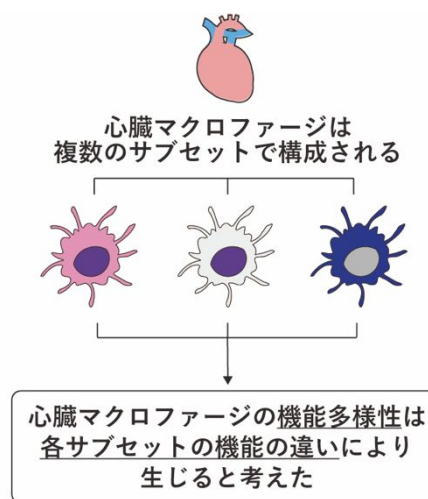 心臓マクロファージは
複数のサブセットで構成される
心臓マクロファージの機能多様性は
各サブセットの機能の違いにより
生じると考えた